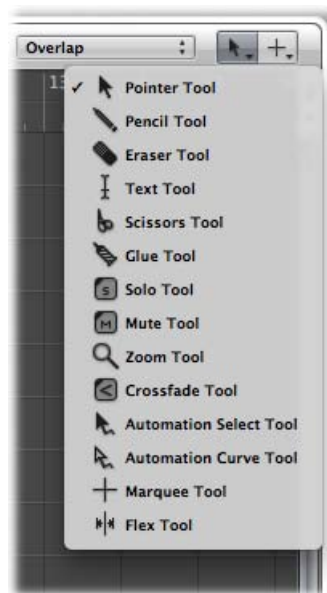 Overlap
13
Pointer Tool
Pencil Tool
Eraser Tool
Text Tool
Scissors Tool
Glue Tool
S Solo Tool
M Mute Tool
Zoom Tool
Crossfade Tool
Automation Select Tool
Automation Curve Tool
Marquee Tool
Flex Tool